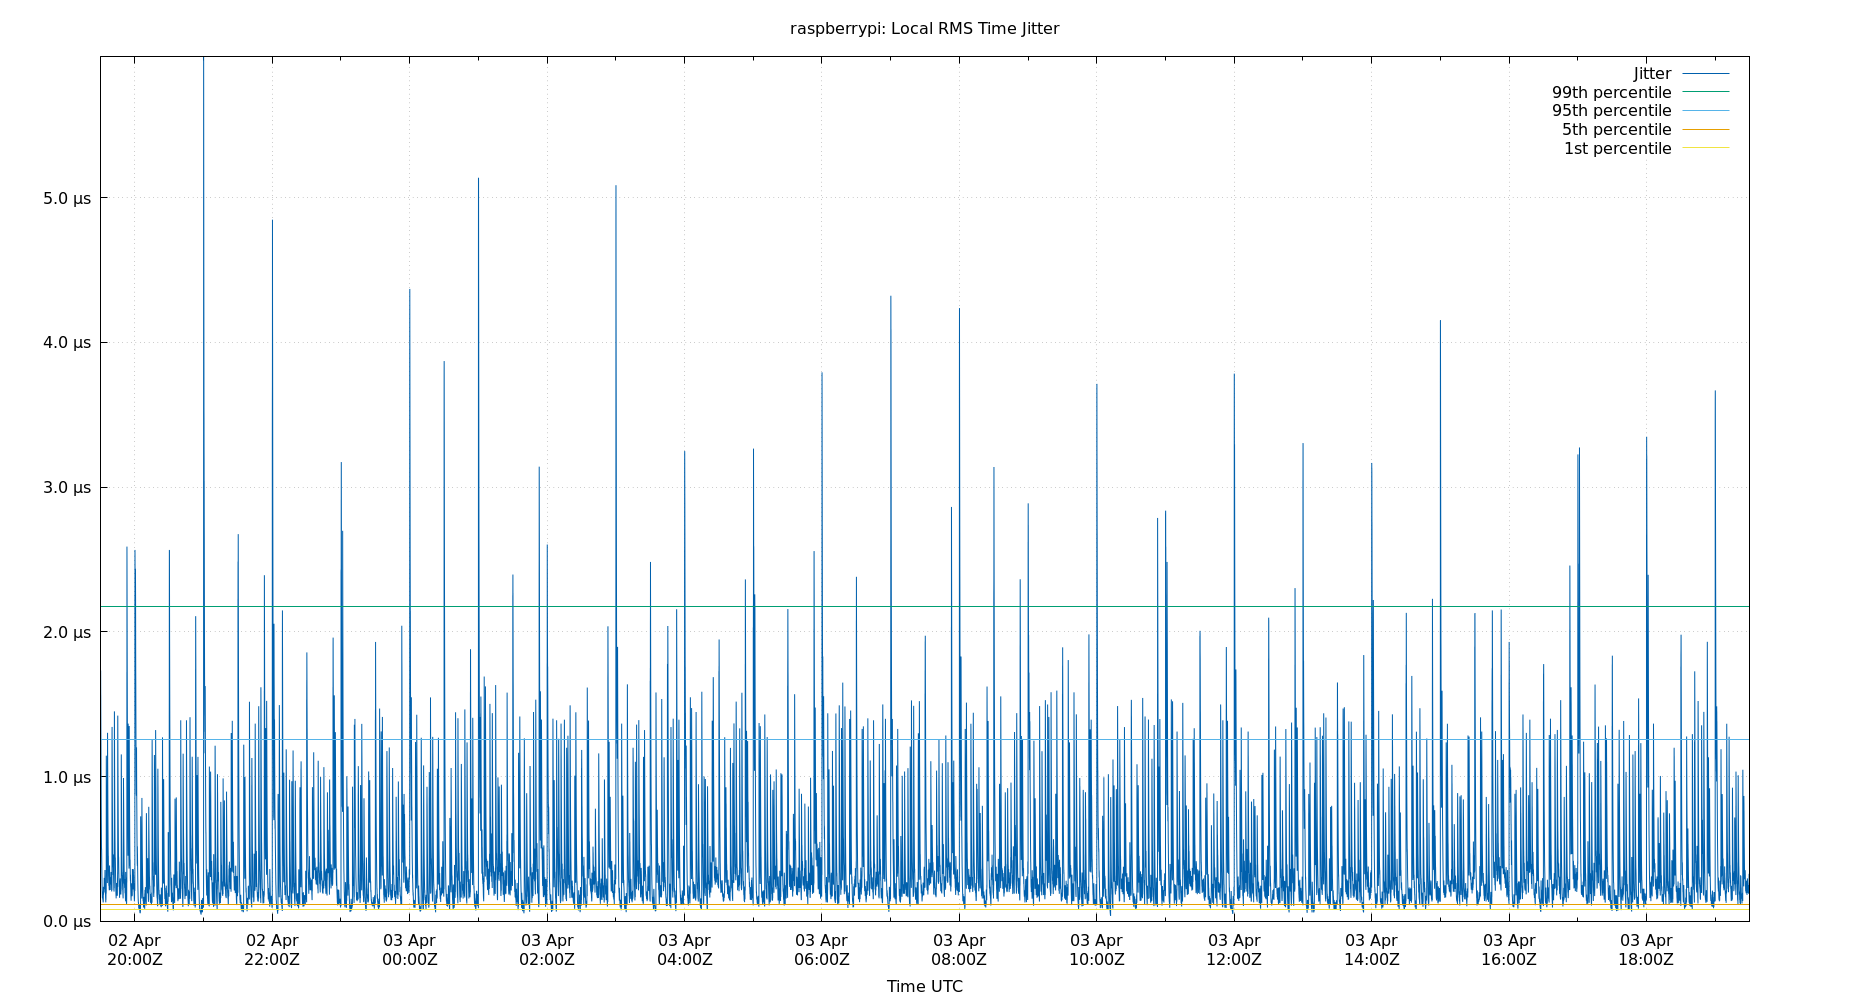 raspberrypi: Local RMS Time Jitter
Jitter
99th percentile
95th percentile
5th percentile
1st percentile
5.0 µs
4.0 µs
3.0 µs
2.0 µs
1.0 µs
0.0 µs
02 Apr 02 Apr 03 Apr 03 Apr 03 Apr 03 Apr 03 Apr 03 Apr 03 Apr 03 Apr 03 Apr 03 Apr
20:00Z 22:00Z 00:00Z 02:00Z 04:00Z 06:00Z 08:00Z 10:00Z 12:00Z 14:00Z 16:00Z 18:00Z
Time UTC